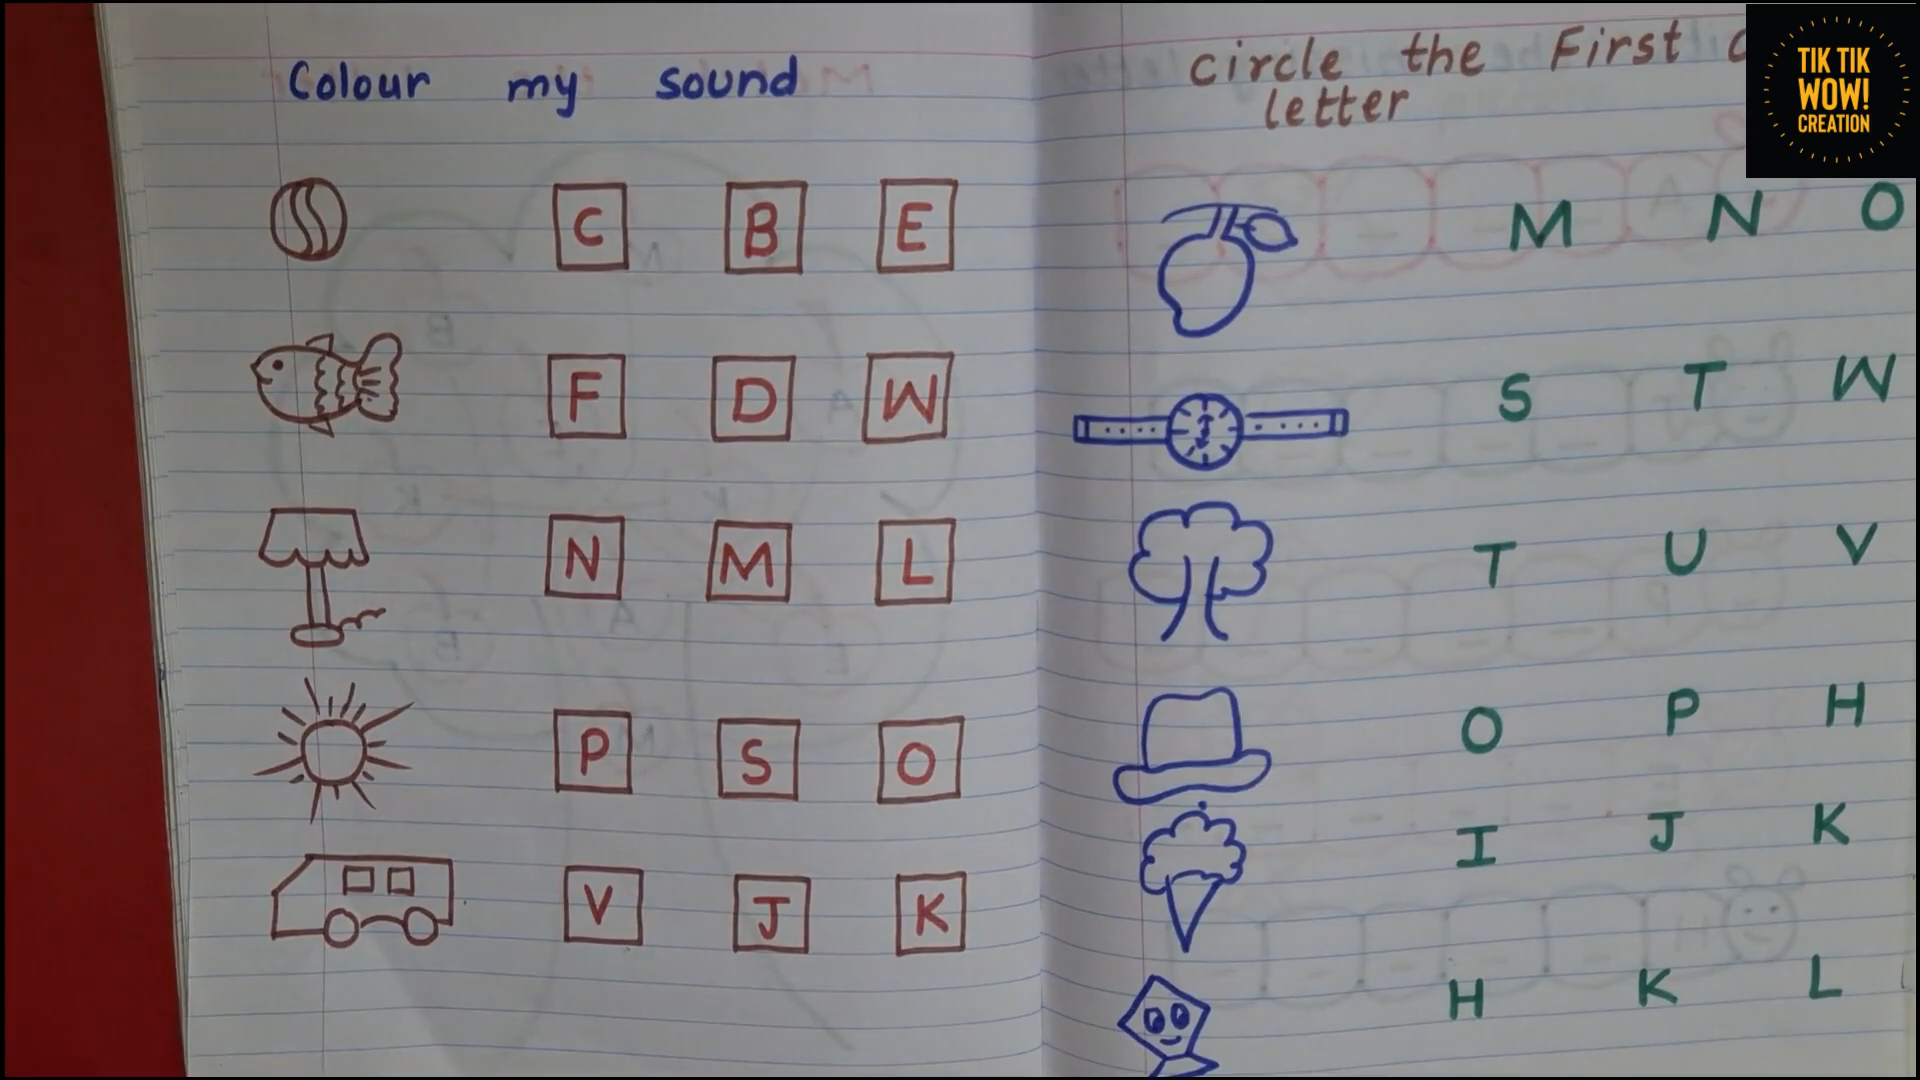 Colour my sound
C B E
F D W
N M L
P S O
V J K
circle the First
letter
M N O
S T W
T U V
O P H
I J K
H K L
TIK TIK
WOW!
CREATION